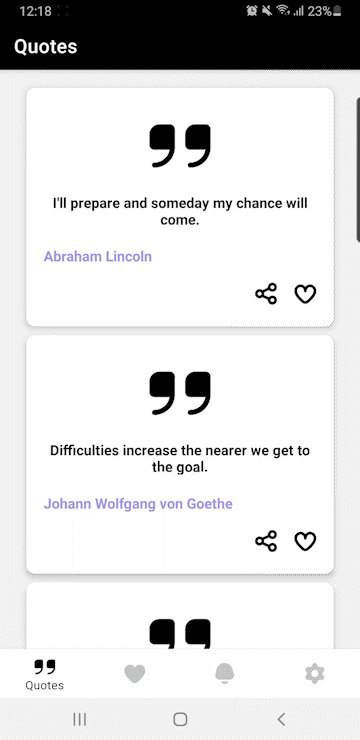 12:18
23%
Quotes
I'll prepare and someday my chance will
come.
Abraham Lincoln
Difficulties increase the nearer we get to
the goal.
Johann Wolfgang von Goethe
Quotes